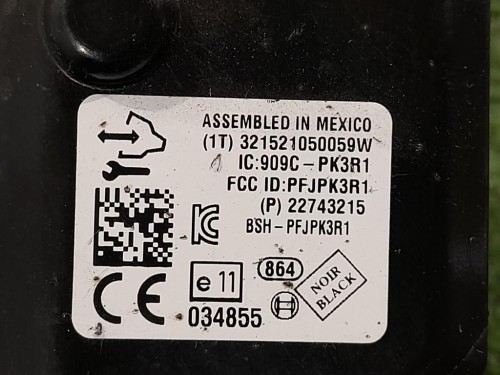 ASSEMBLED IN MEXICO
(1T) 321521050059W
IC:909C-PK3R1
FCC ID:PFJPK3R1
(P) 22743215
BSH-PFJPK3R1
864
e 11
NOIR
BLACK
CE
034855